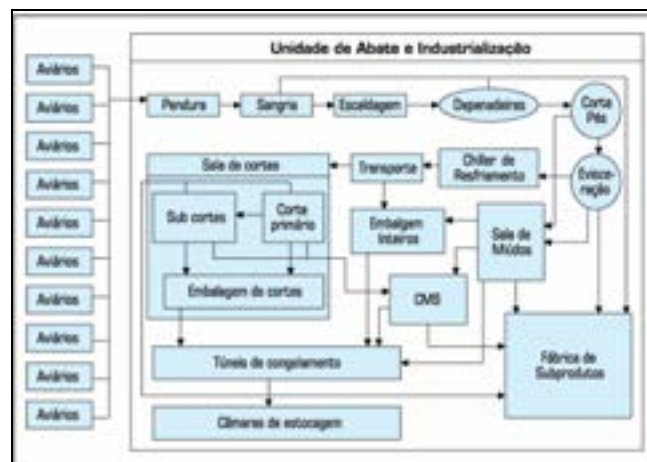 Unidade de Abate e Industrialização
Aviários
Aviários
Aviários
Aviários
Aviários
Aviários
Aviários
Aviários
Aviários
Aviários
Pendura
Sangria
Escaldagem
Depenadeiras
Corta
Pés
Sala de cortes
Transporte
Chiller de
Resfriamento
Evisce-
ração
Sub cortes
Corte
primário
Embalgem
Inteiros
Sala de
Miúdos
Embalagem de cortes
CMS
Túneis de congelamento
Fábrica de
Subprodutos
Câmaras de estocagem